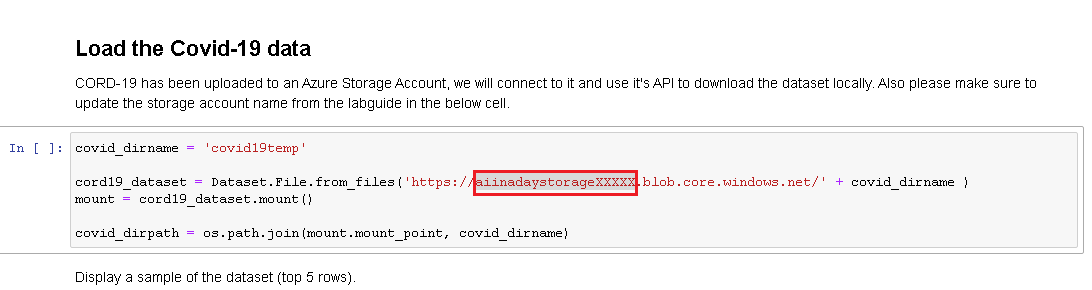 Load the Covid-19 data
CORD-19 has been uploaded to an Azure Storage Account, we will connect to it and use it's API to download the dataset locally. Also please make sure to
update the storage account name from the labguide in the below cell.
In [ ]: covid_dirname = 'covid19temp'
cord19_dataset = Dataset.File.from_files('https://aiinadaystorageXXXXX.blob.core.windows.net/' + covid_dirname )
mount = cord19_dataset.mount()
covid_dirpath = os.path.join(mount.mount_point, covid_dirname)
Display a sample of the dataset (top 5 rows).